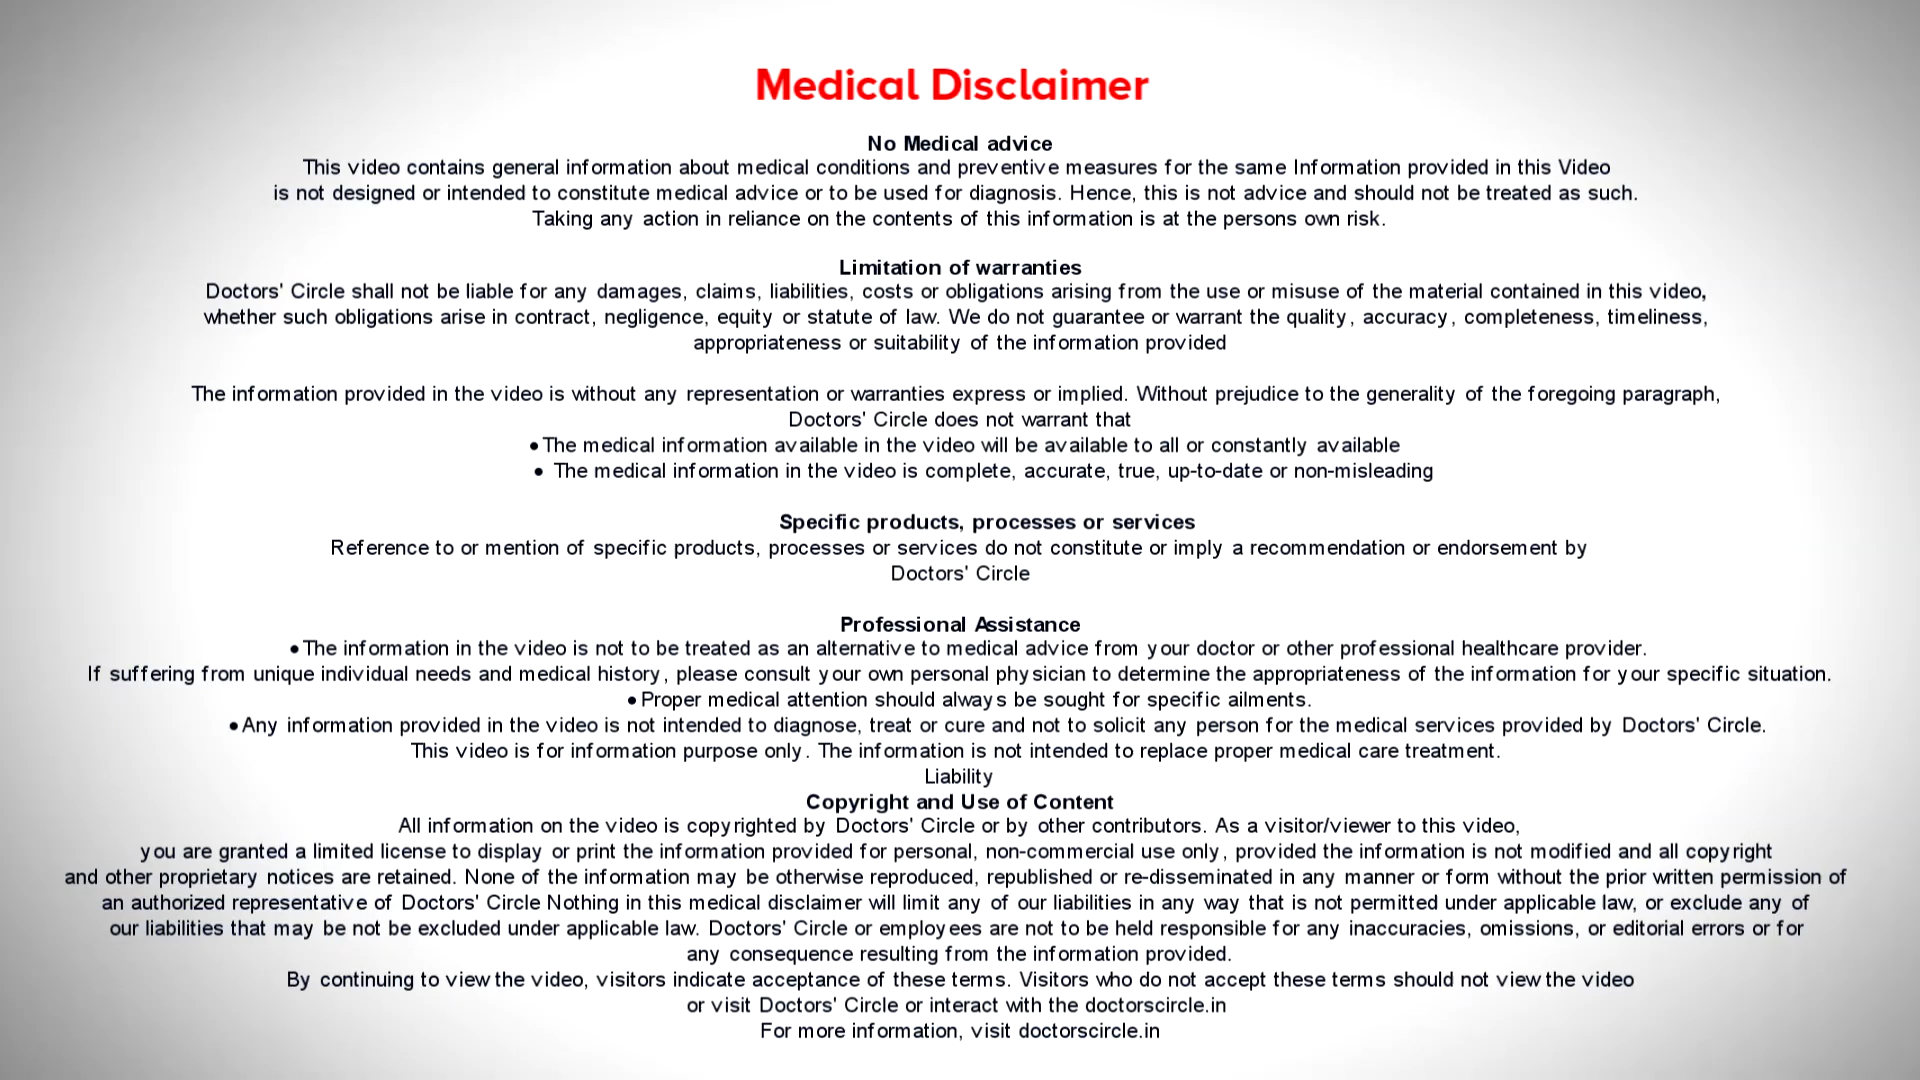 Medical Disclaimer
No Medical advice
This video contains general information about medical conditions and preventive measures for the same Information provided in this Video
is not designed or intended to constitute medical advice or to be used for diagnosis. Hence, this is not advice and should not be treated as such.
Taking any action in reliance on the contents of this information is at the persons own risk.
Limitation of warranties
Doctors' Circle shall not be liable for any damages, claims, liabilities, costs or obligations arising from the use or misuse of the material contained in this video,
whether such obligations arise in contract, negligence, equity or statute of law. We do not guarantee or warrant the quality, accuracy, completeness, timeliness,
appropriateness or suitability of the information provided
The information provided in the video is without any representation or warranties express or implied. Without prejudice to the generality of the foregoing paragraph,
Doctors' Circle does not warrant that
• The medical information available in the video will be available to all or constantly available
• The medical information in the video is complete, accurate, true, up-to-date or non-misleading
Specific products, processes or services
Reference to or mention of specific products, processes or services do not constitute or imply a recommendation or endorsement by
Doctors' Circle
Professional Assistance
• The information in the video is not to be treated as an alternative to medical advice from your doctor or other professional healthcare provider.
If suffering from unique individual needs and medical history, please consult your own personal physician to determine the appropriateness of the information for your specific situation.
• Proper medical attention should always be sought for specific ailments.
• Any information provided in the video is not intended to diagnose, treat or cure and not to solicit any person for the medical services provided by Doctors' Circle.
This video is for information purpose only. The information is not intended to replace proper medical care treatment.
Liability
Copyright and Use of Content
All information on the video is copyrighted by Doctors' Circle or by other contributors. As a visitor/viewer to this video,
you are granted a limited license to display or print the information provided for personal, non-commercial use only, provided the information is not modified and all copyright
and other proprietary notices are retained. None of the information may be otherwise reproduced, republished or re-disseminated in any manner or form without the prior written permission of
an authorized representative of Doctors' Circle Nothing in this medical disclaimer will limit any of our liabilities in any way that is not permitted under applicable law, or exclude any of
our liabilities that may be not be excluded under applicable law. Doctors' Circle or employees are not to be held responsible for any inaccuracies, omissions, or editorial errors or for
any consequence resulting from the information provided.
By continuing to view the video, visitors indicate acceptance of these terms. Visitors who do not accept these terms should not view the video
or visit Doctors' Circle or interact with the doctorscircle.in
For more information, visit doctorscircle.in